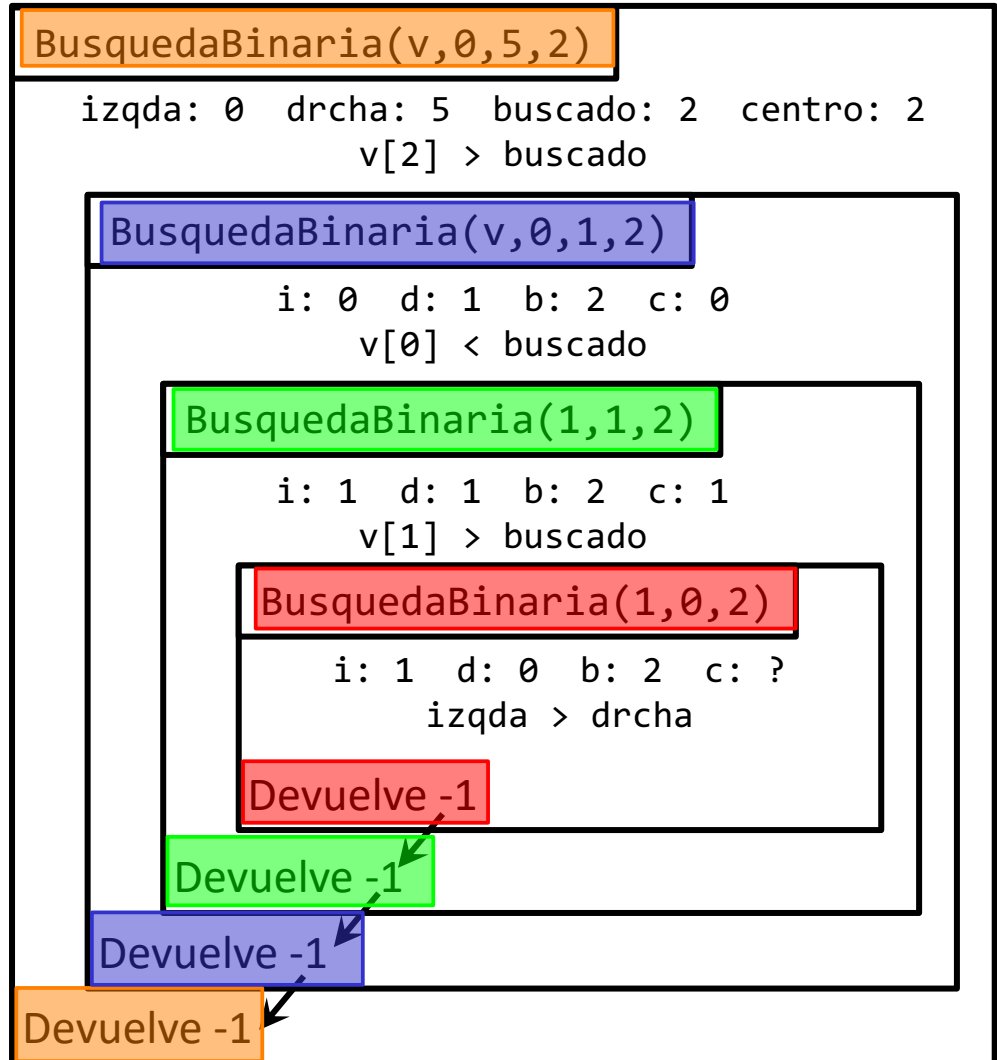 BusquedaBinaria(v,0,5,2)
izqda: 0 drcha: 5 buscado: 2 centro: 2
v[2] > buscado
BusquedaBinaria(v,0,1,2)
i: 0 d: 1 b: 2 c: 0
v[0] < buscado
BusquedaBinaria(1,1,2)
i: 1 d: 1 b: 2 c: 1
v[1] > buscado
BusquedaBinaria(1,0,2)
i: 1 d: 0 b: 2 c: ?
izqda > drcha
Devuelve -1
Devuelve -1
Devuelve -1
Devuelve -1